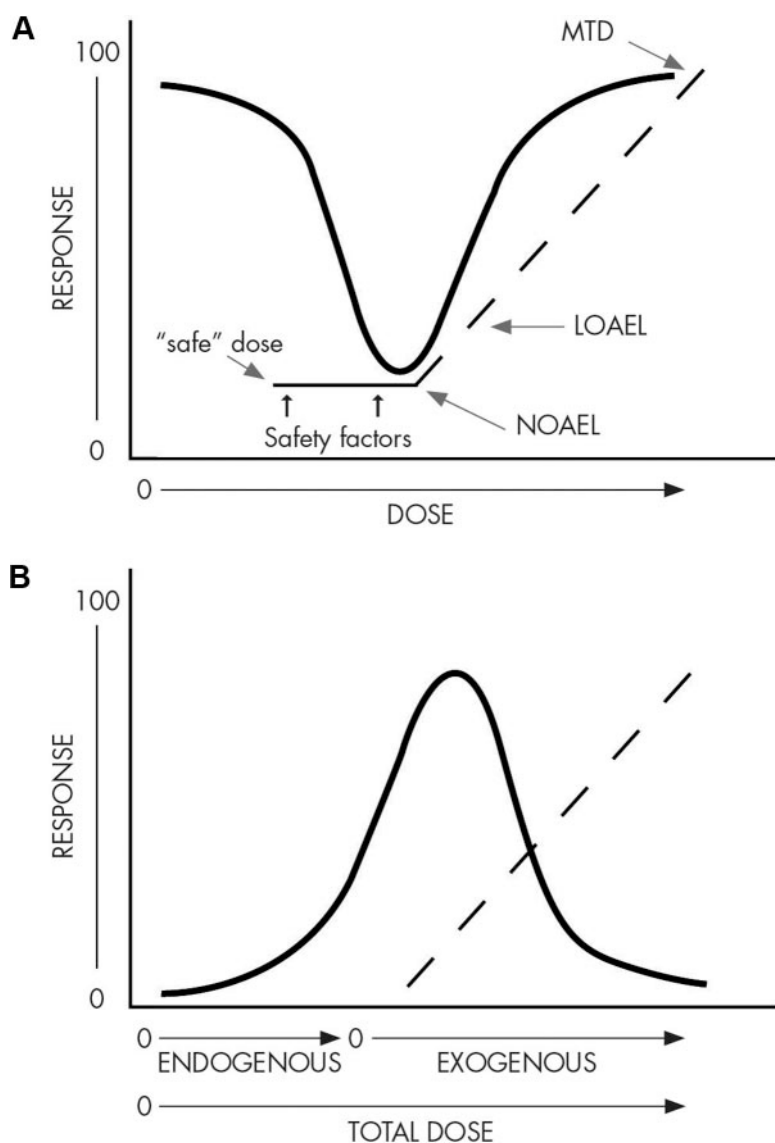 A
100
MTD
RESPONSE
LOAEL
"safe" dose
NOAEL
Safety factors
0
0
DOSE
B
100
RESPONSE
0
0 0
ENDOGENOUS EXOGENOUS
0
TOTAL DOSE